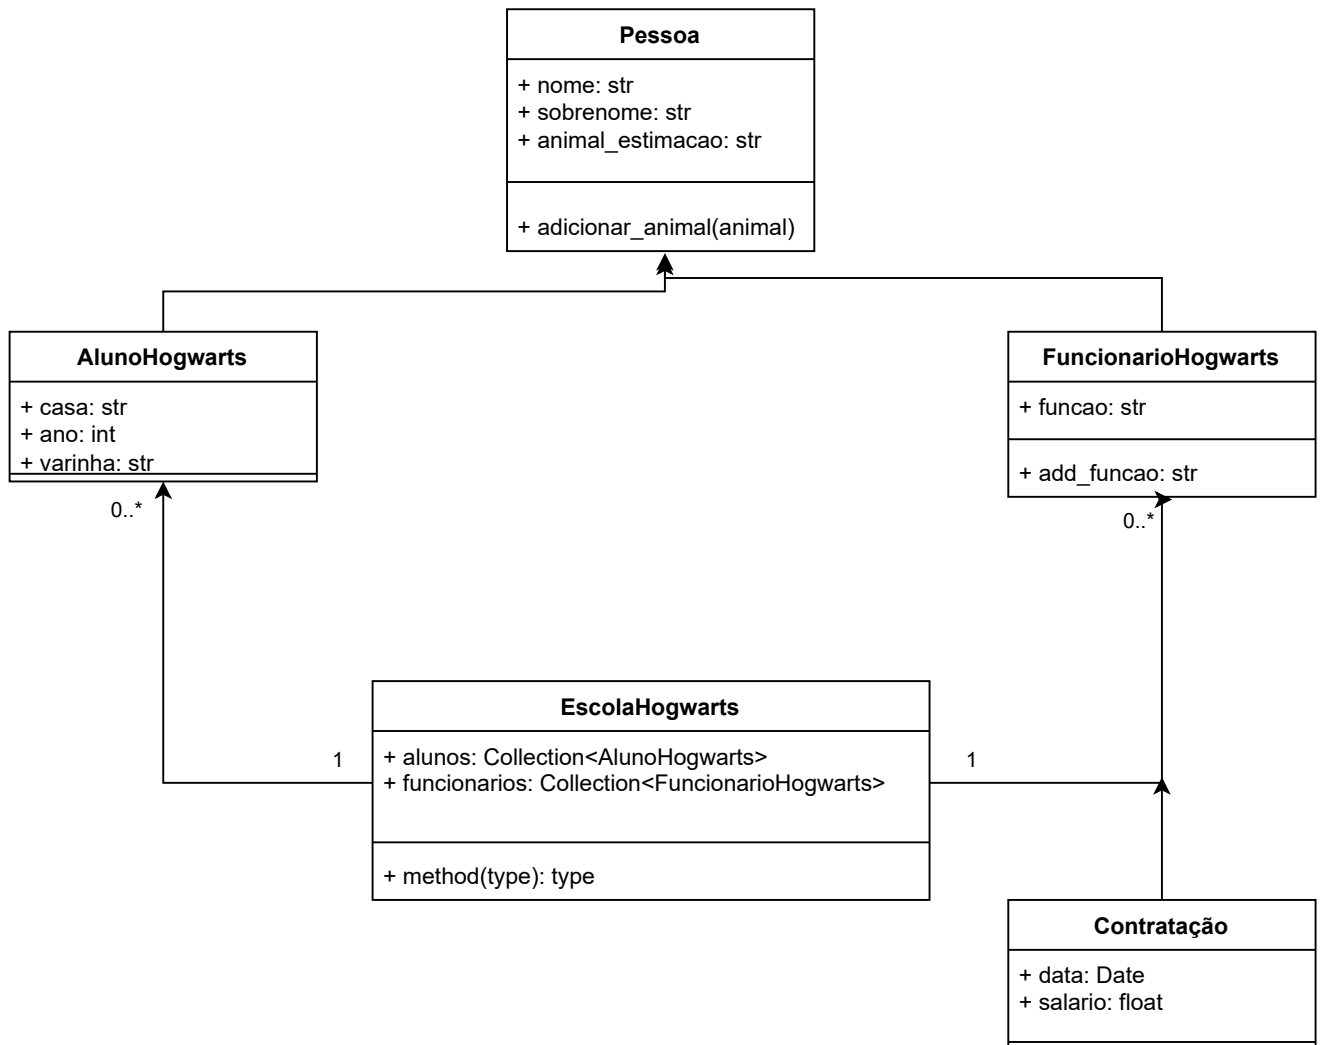 Pessoa
+ nome: str
+ sobrenome: str
+ animal_estimacao: str
+ adicionar_animal(animal)
AlunoHogwarts
+ casa: str
+ ano: int
+ varinha: str
0..*
FuncionarioHogwarts
+ funcao: str
+ add_funcao: str
0..*
EscolaHogwarts
+ alunos: Collection<AlunoHogwarts>
+ funcionarios: Collection<FuncionarioHogwarts>
+ method(type): type
1
1
Contratação
+ data: Date
+ salario: float